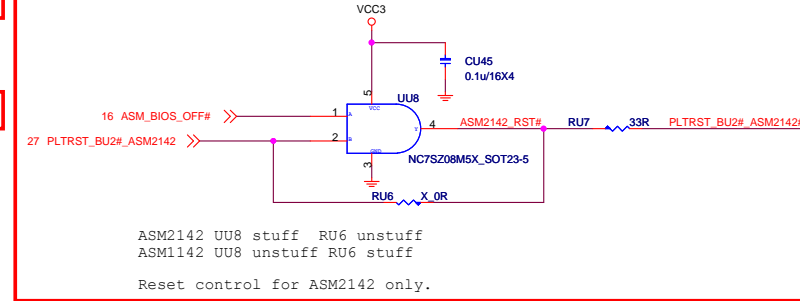 VCC3
CU45
0.1u/16X4
5
UU8
VCC
16 ASM_BIOS_OFF#
1
A
4
Y
ASM2142_RST#
RU7
33R
PLTRST_BU2#_ASM2142#
27 PLTRST_BU2#_ASM2142
2
B
GND
3
NC7SZ08M5X_SOT23-5
RU6
X_0R
ASM2142 UU8 stuff RU6 unstuff
ASM1142 UU8 unstuff RU6 stuff
Reset control for ASM2142 only.